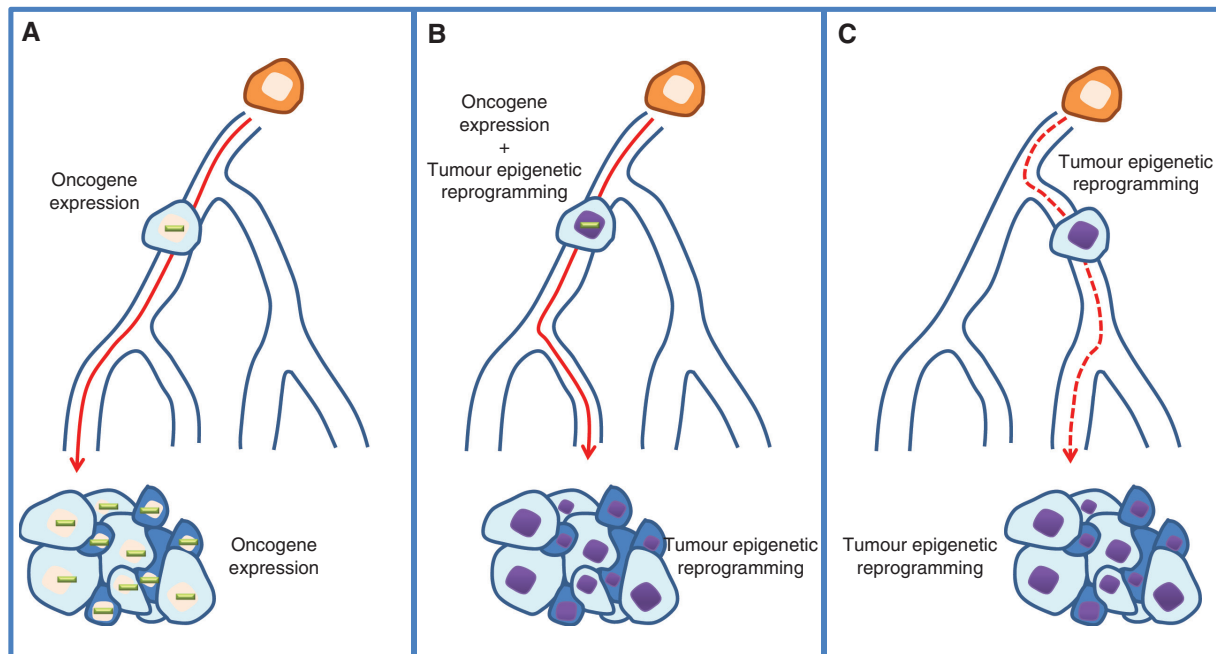 A
Oncogene
expression
Oncogene
expression
B
Oncogene
expression
+
Tumour epigenetic
reprogramming
Tumour epigenetic
reprogramming
C
Tumour epigenetic
reprogramming
Tumour epigenetic
reprogramming